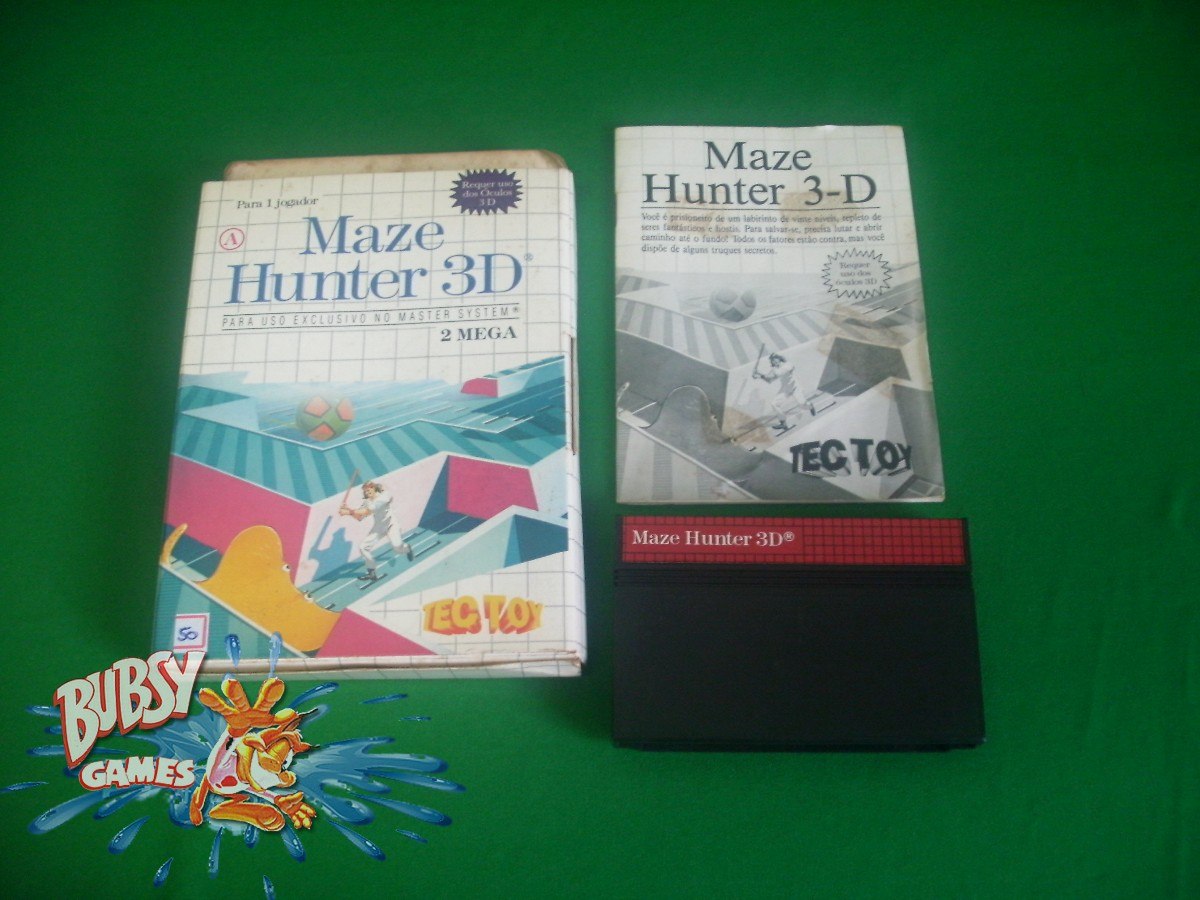 Para 1 jogador
Requer uso
dos Óculos
3D
A
Maze
Hunter 3D®
PARA USO EXCLUSIVO NO MASTER SYSTEM®
2 MEGA
TEC TOY
50
Maze
Hunter 3-D
Você é prisioneiro de um labirinto de vinte níveis, repleto de
seres fantásticos e hostis. Para salvar-se, precisa lutar e abrir
caminho até o fundo! Todos os fatores estão contra, mas você
dispõe de alguns truques secretos.
Requer
uso dos
óculos 3D
TEC TOY
Maze Hunter 3D®
BUBSY
GAMES